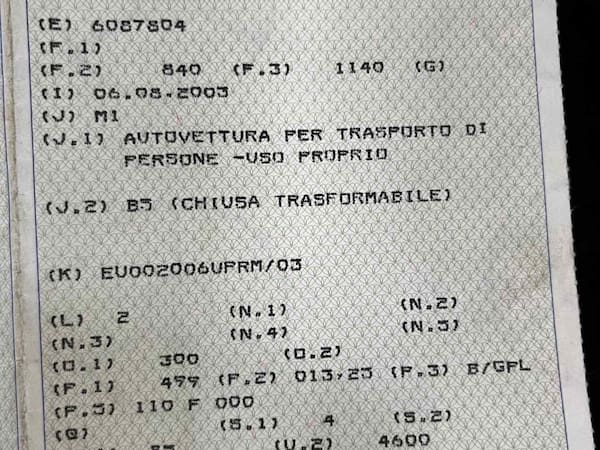 (E) 6087804
(F.1)
(F.2) 840 (F.3) 1140 (G)
(I) 06.08.2003
(J) M1
(J.1) AUTOVETTURA PER TRASPORTO DI
PERSONE -USO PROPRIO
(J.2) B5 (CHIUSA TRASFORMABILE)
(K) EU002006UPRM/03
(L) 2 (N.1) (N.2)
(N.3) (N.4) (N.5)
(O.1) 300 (O.2)
(P.1) 499 (P.2) 013,25 (P.3) B/GPL
(P.5) 110 F 000
(Q) (S.1) 4 (S.2)
85 (U.2) 4600